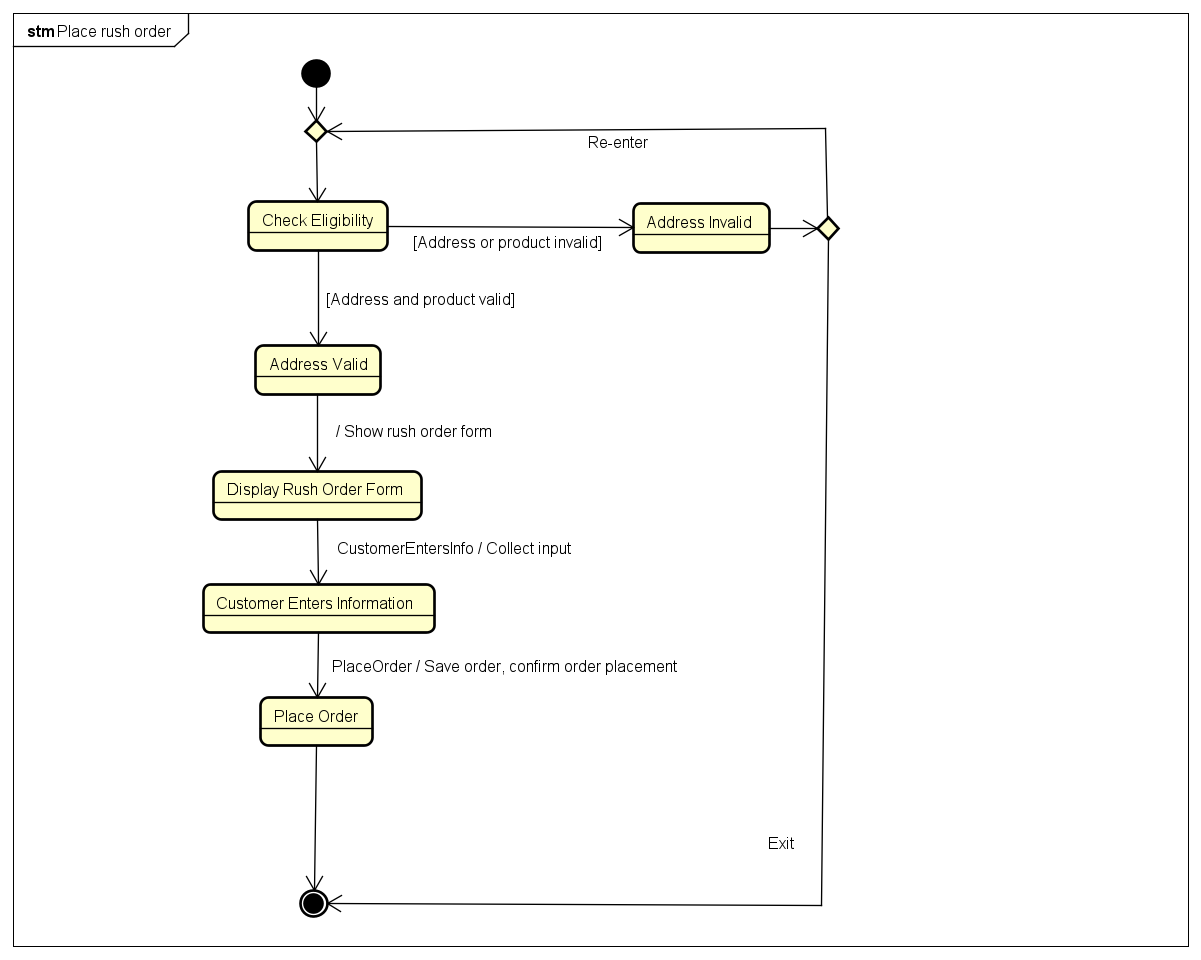 stm Place rush order
Re-enter
Check Eligibility
Address Invalid
[Address or product invalid]
[Address and product valid]
Address Valid
/ Show rush order form
Display Rush Order Form
CustomerEntersInfo / Collect input
Customer Enters Information
PlaceOrder / Save order, confirm order placement
Place Order
Exit